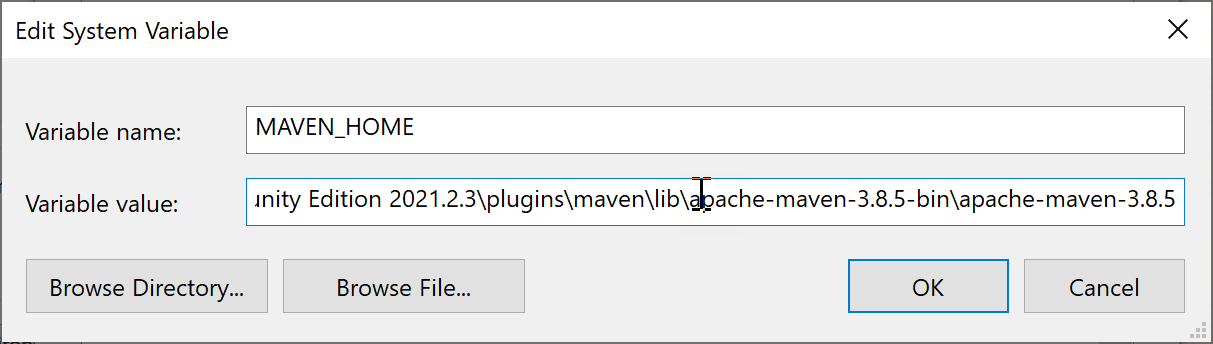 Edit System Variable
Variable name:
MAVEN_HOME
Variable value:
unity Edition 2021.2.3\plugins\maven\lib\apache-maven-3.8.5-bin\apache-maven-3.8.5
Browse Directory...
Browse File...
OK
Cancel